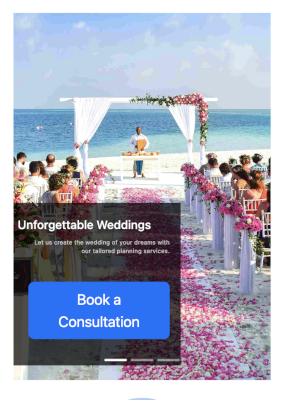 Unforgettable Weddings
Let us create the wedding of your dreams with
our tailored planning services.
Book a
Consultation